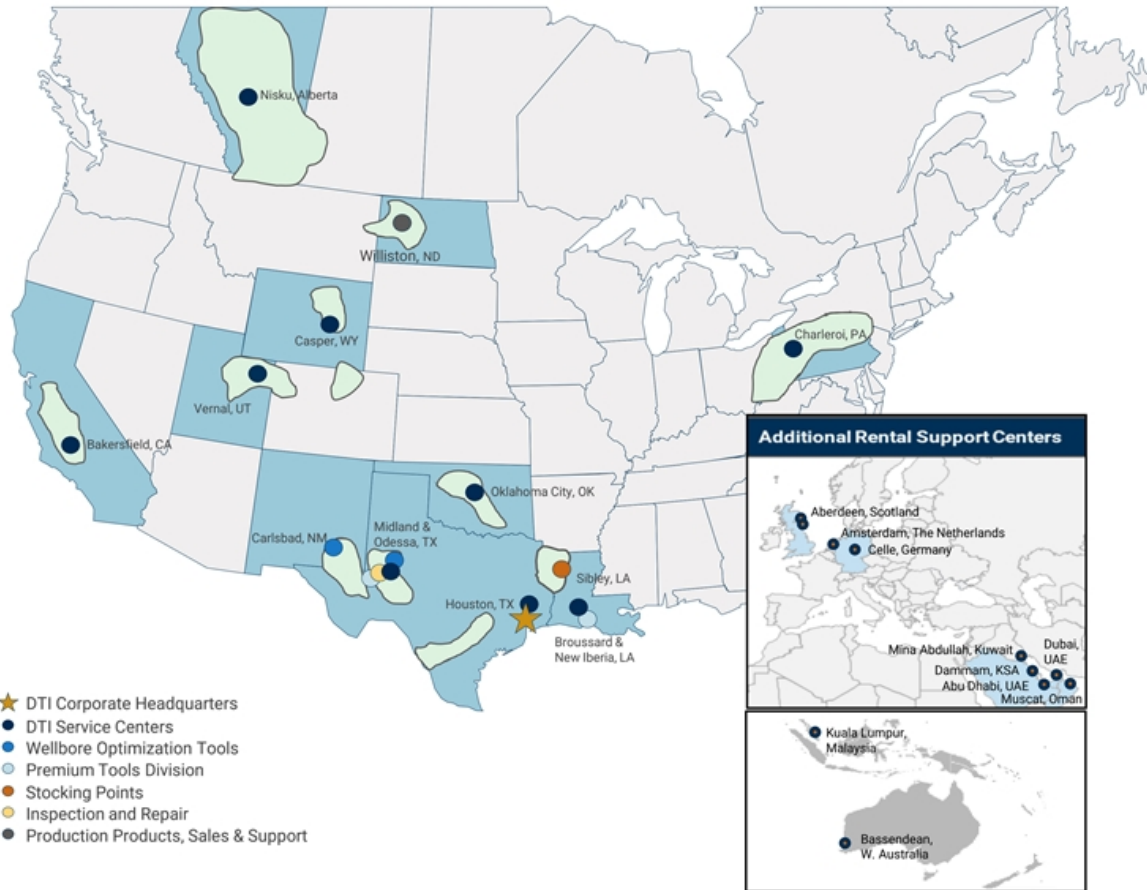 Nisku, Alberta
Williston, ND
Casper, WY
Charleroi, PA
Vernal, UT
Bakersfield, CA
Oklahoma City, OK
Carlsbad, NM
Midland &
Odessa, TX
Sibley, LA
Houston, TX
Broussard &
New Iberia, LA
DTI Corporate Headquarters
DTI Service Centers
Wellbore Optimization Tools
Premium Tools Division
Stocking Points
Inspection and Repair
Production Products, Sales & Support
Additional Rental Support Centers
Aberdeen, Scotland
Amsterdam, The Netherlands
Celle, Germany
Mina Abdullah, Kuwait
Dubai,
UAE
Dammam, KSA
Abu Dhabi, UAE
Muscat, Oman
Kuala Lumpur,
Malaysia
Bassendean,
W. Australia